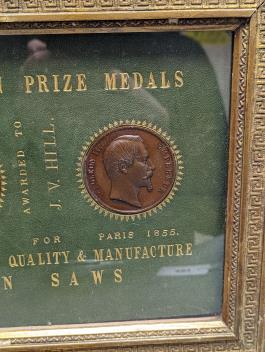 N PRIZE MEDALS
AWARDED TO
J. V. HILL,
FOR PARIS 1855.
QUALITY & MANUFACTURE
N SAWS